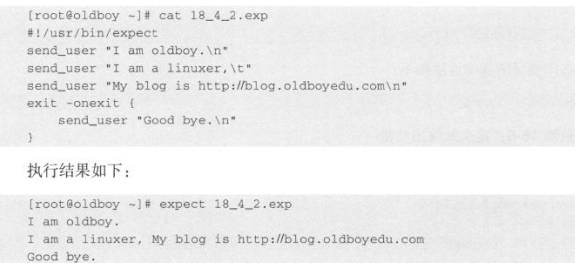 [root@oldboy ~]# cat 18_4_2.exp
#!/usr/bin/expect
send_user "I am oldboy.\n"
send_user "I am a linuxer,\t"
send_user "My blog is http://blog.oldboyedu.com\n"
exit -onexit {
    send_user "Good bye.\n"
}
执行结果如下：
[root@oldboy ~]# expect 18_4_2.exp
I am oldboy.
I am a linuxer, My blog is http://blog.oldboyedu.com
Good bye.